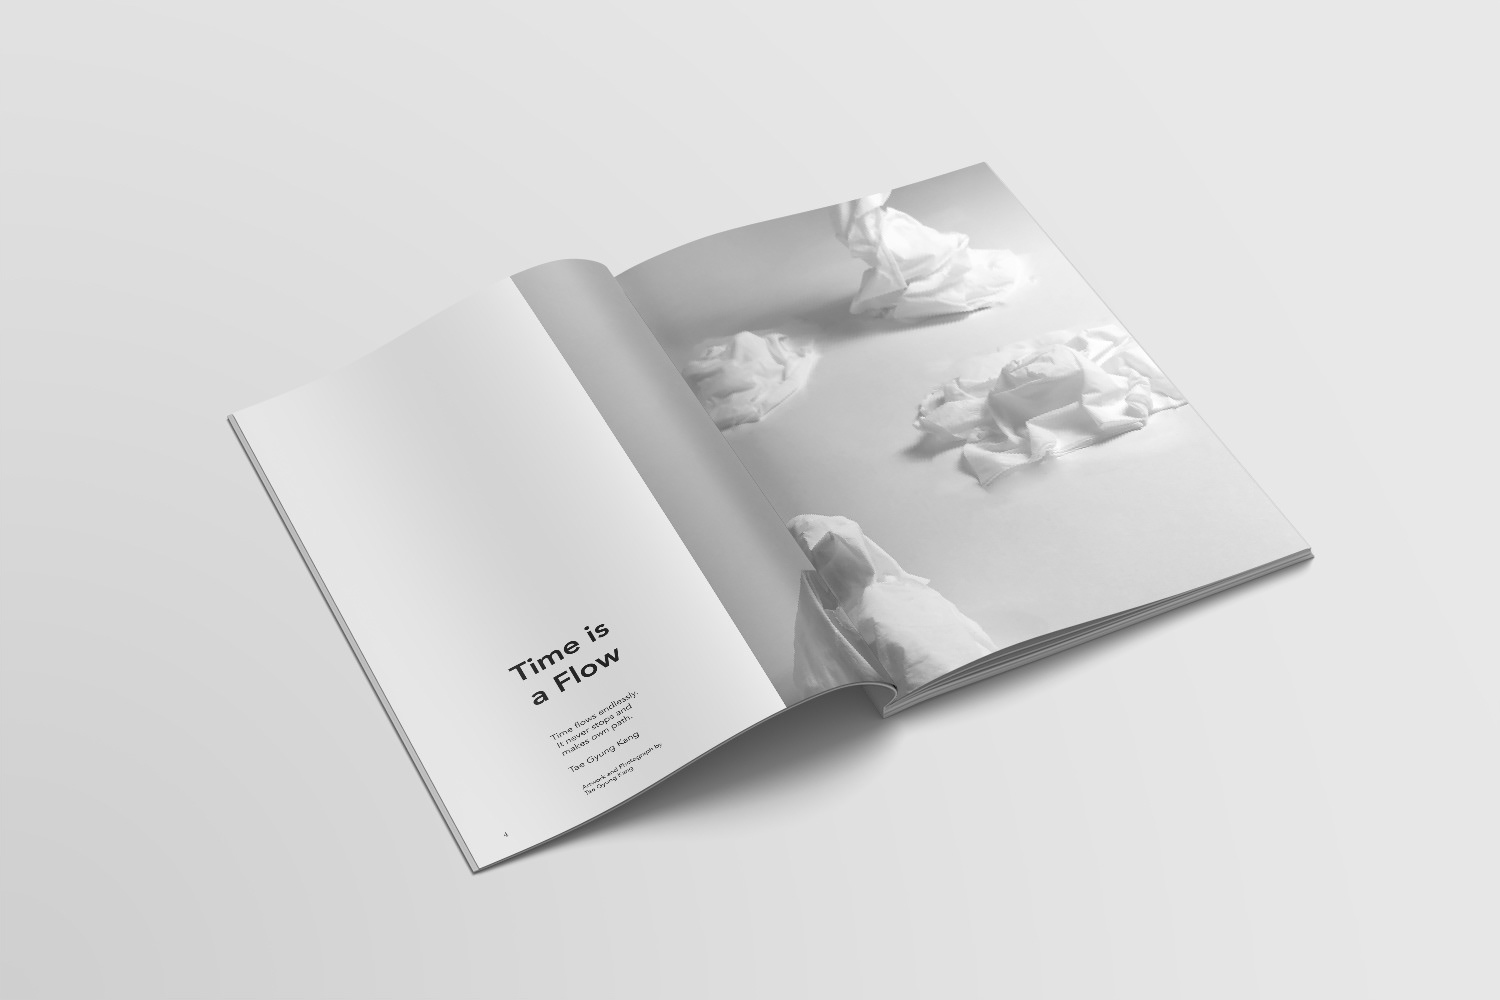 Time is
a Flow
Time flows endlessly.
It never stops and
makes own path.
Tae Gyung Kang
Artwork and Photograph by
Tae Gyung Kang
4